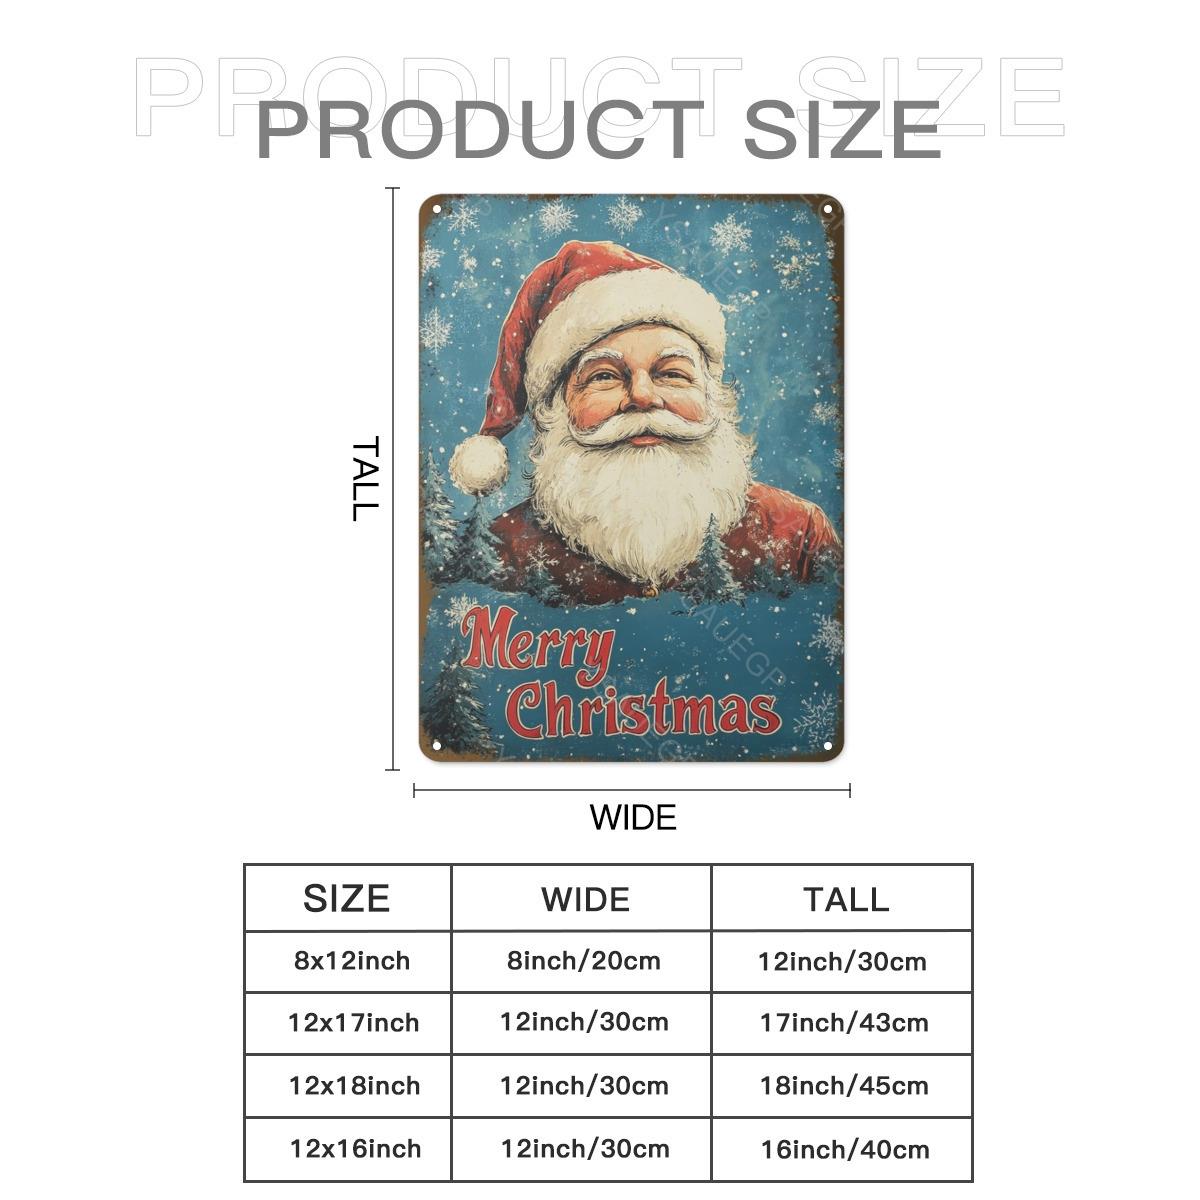 PRODUCT SIZE
PRODUCT SIZE
TALL
Merry
Christmas
WIDE
SIZE WIDE TALL
8x12inch 8inch/20cm 12inch/30cm
12x17inch 12inch/30cm 17inch/43cm
12x18inch 12inch/30cm 18inch/45cm
12x16inch 12inch/30cm 16inch/40cm